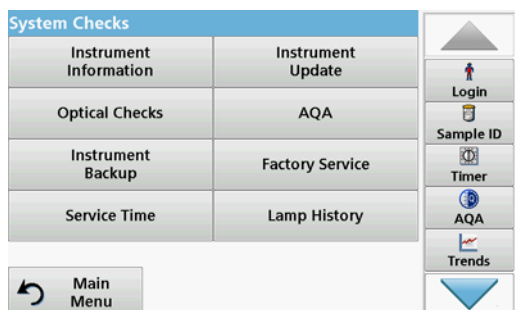 System Checks
Instrument
Information
Instrument
Update
Optical Checks
AQA
Instrument
Backup
Factory Service
Service Time
Lamp History
Main
Menu
Login
Sample ID
Timer
AQA
Trends